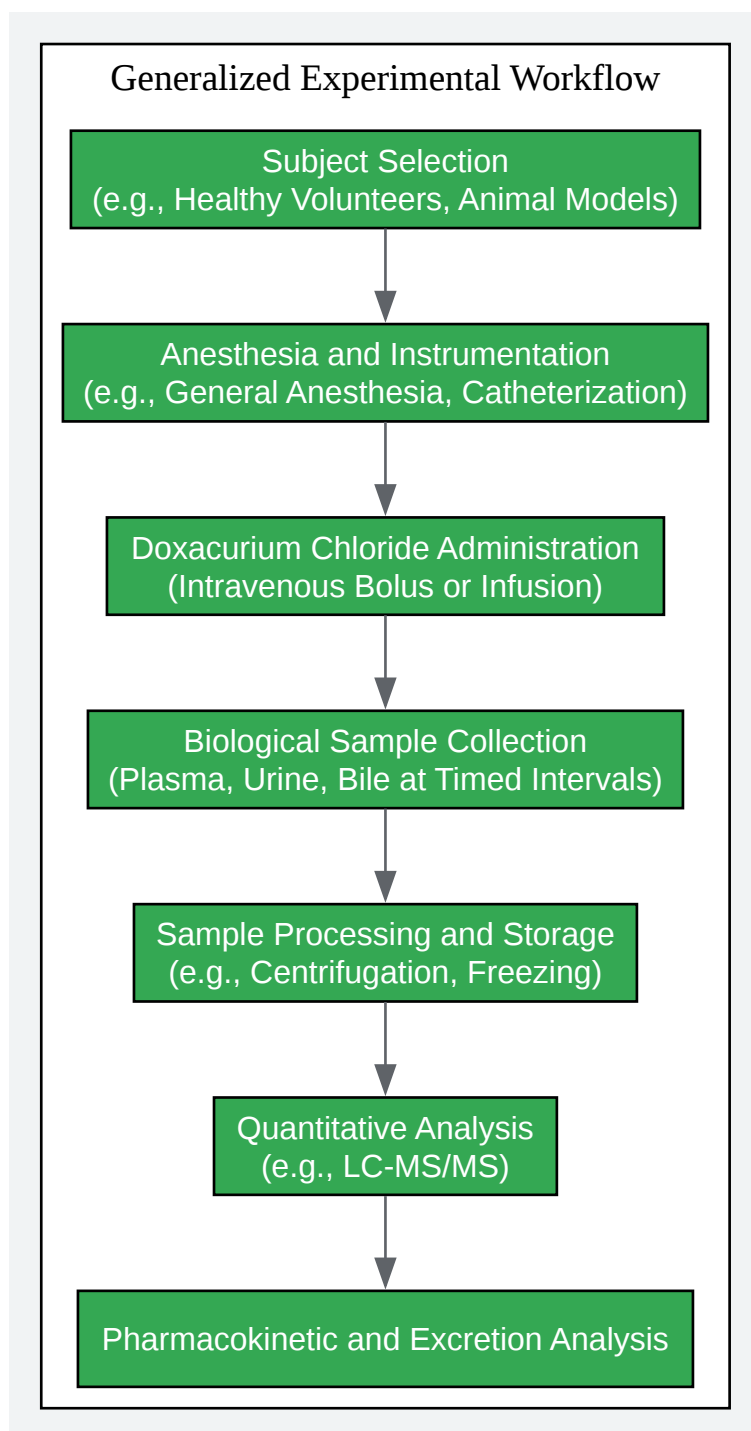 Generalized Experimental Workflow
Subject Selection
(e.g., Healthy Volunteers, Animal Models)
Anesthesia and Instrumentation
(e.g., General Anesthesia, Catheterization)
Doxacurium Chloride Administration
(Intravenous Bolus or Infusion)
Biological Sample Collection
(Plasma, Urine, Bile at Timed Intervals)
Sample Processing and Storage
(e.g., Centrifugation, Freezing)
Quantitative Analysis
(e.g., LC-MS/MS)
Pharmacokinetic and Excretion Analysis